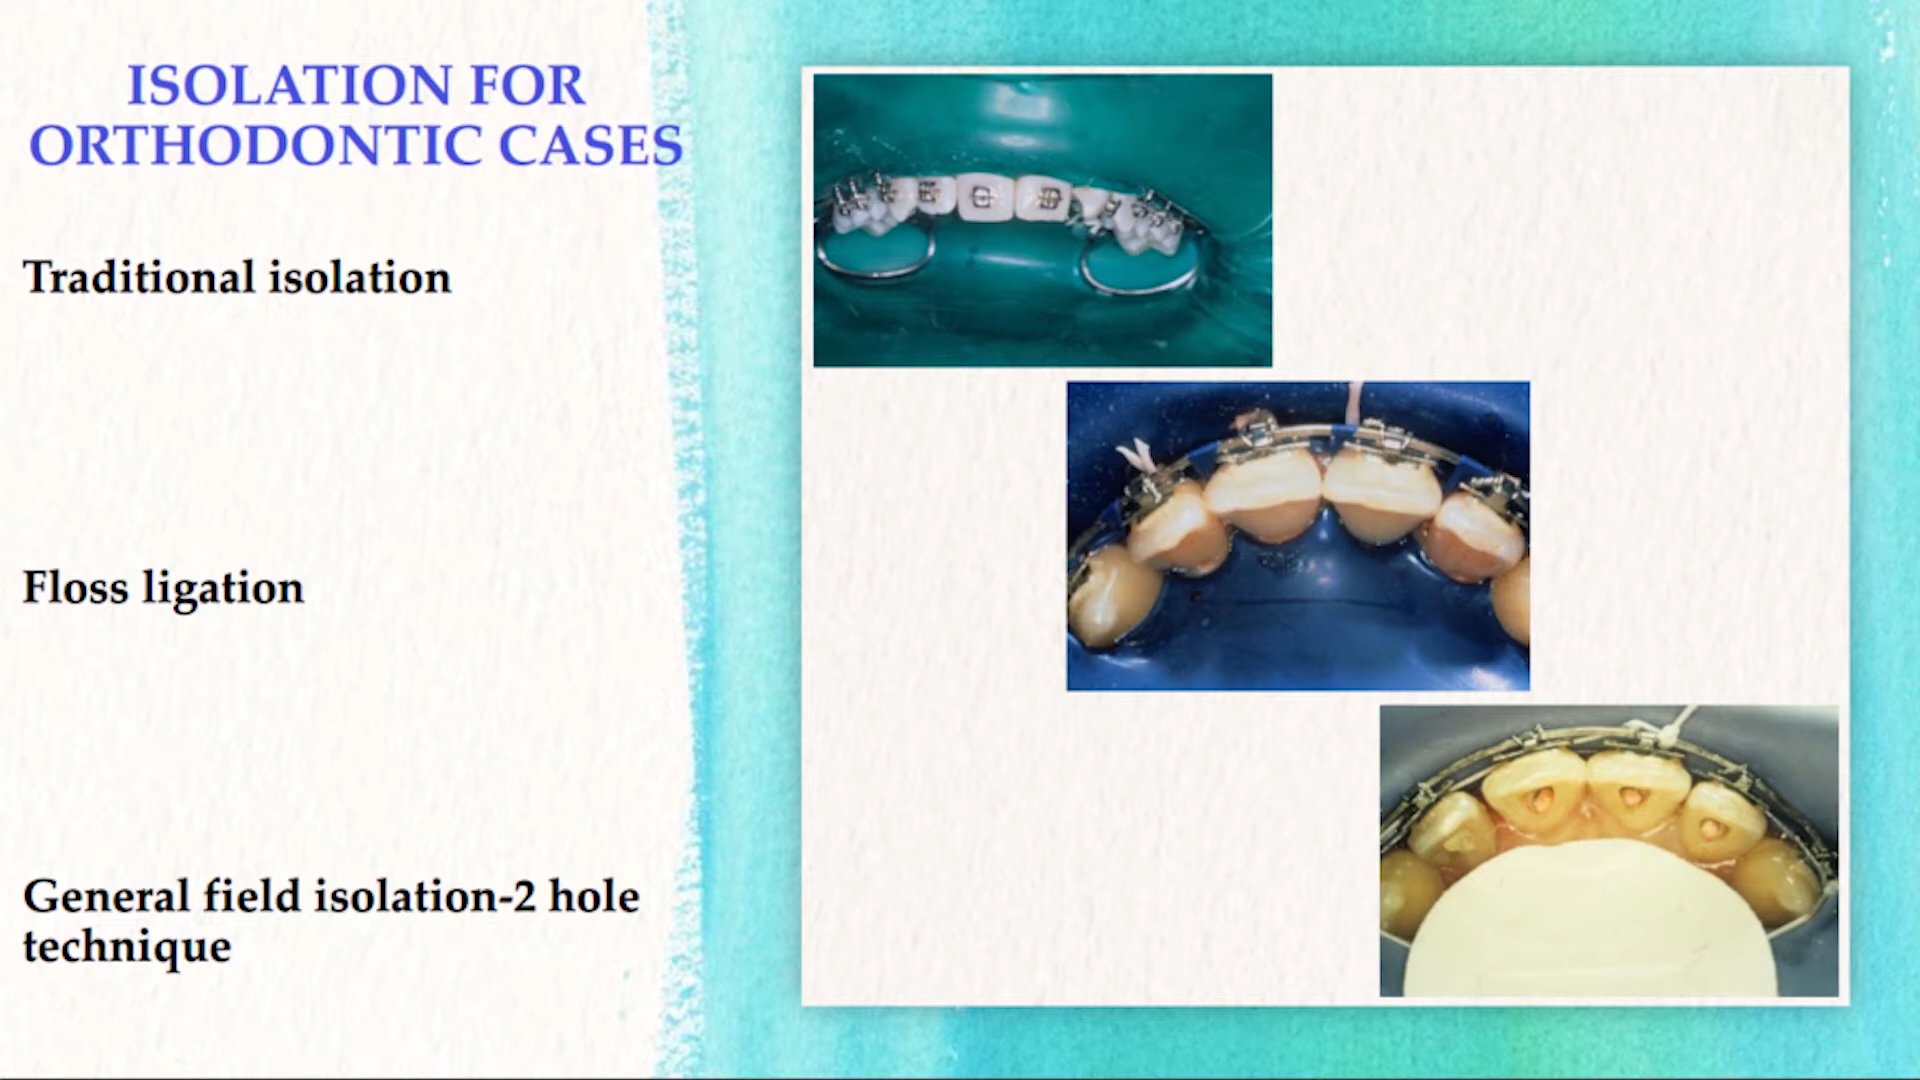 ISOLATION FOR
ORTHODONTIC CASES
Traditional isolation
Floss ligation
General field isolation-2 hole
technique